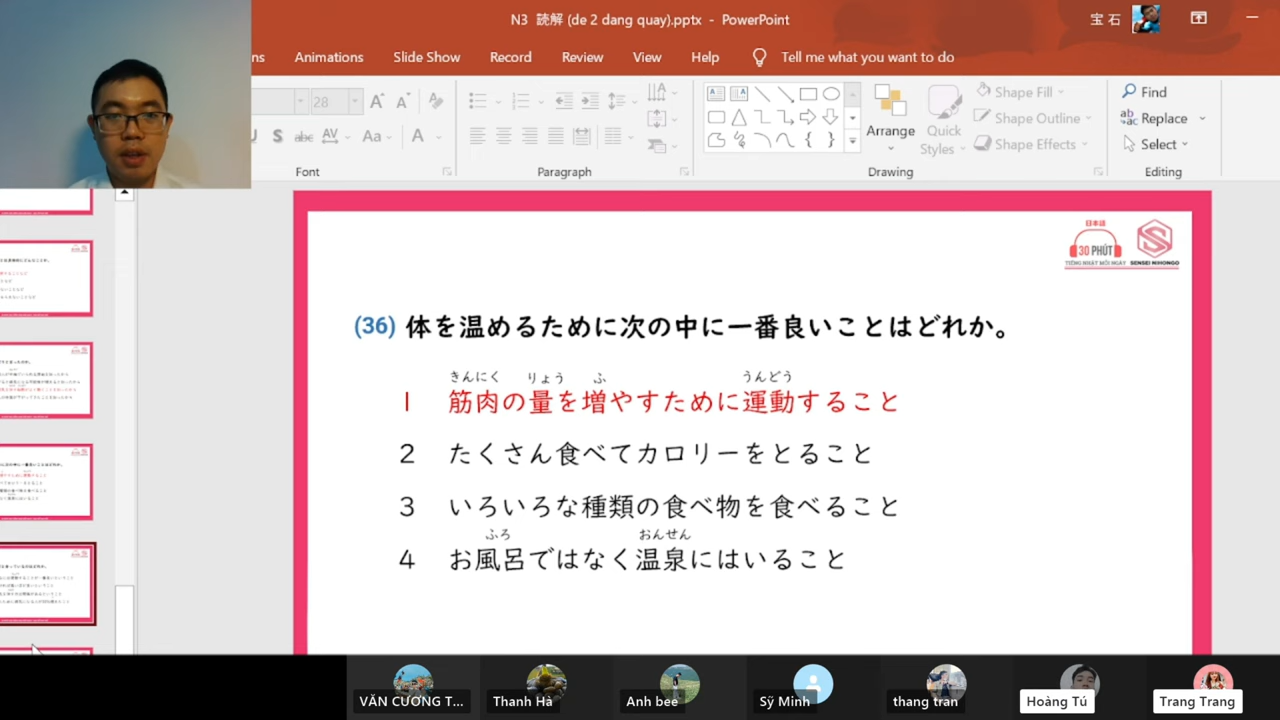 N3 読解 (de 2 dang quay).pptx - PowerPoint
宝 石
ns Animations Slide Show Record Review View Help Tell me what you want to do
28
Aa
Arrange
Quick Styles
Shape Fill
Shape Outline
Shape Effects
Find
Replace
Select
Font Paragraph Drawing Editing
日本語
30 PHÚT
TIẾNG NHẬT MỖI NGÀY
SENSEI NIHONGO
(36) 体を温めるために次の中に一番良いことはどれか。
きんにく りょう ふ うんどう
1 筋肉の量を増やすために運動すること
2 たくさん食べてカロリーをとること
3 いろいろな種類の食べ物を食べること
ふろ おんせん
4 お風呂ではなく温泉にはいること
VĂN CƯƠNG T...
Thanh Hà
Anh bee
Sỹ Minh
thang tran
Hoàng Tú
Trang Trang